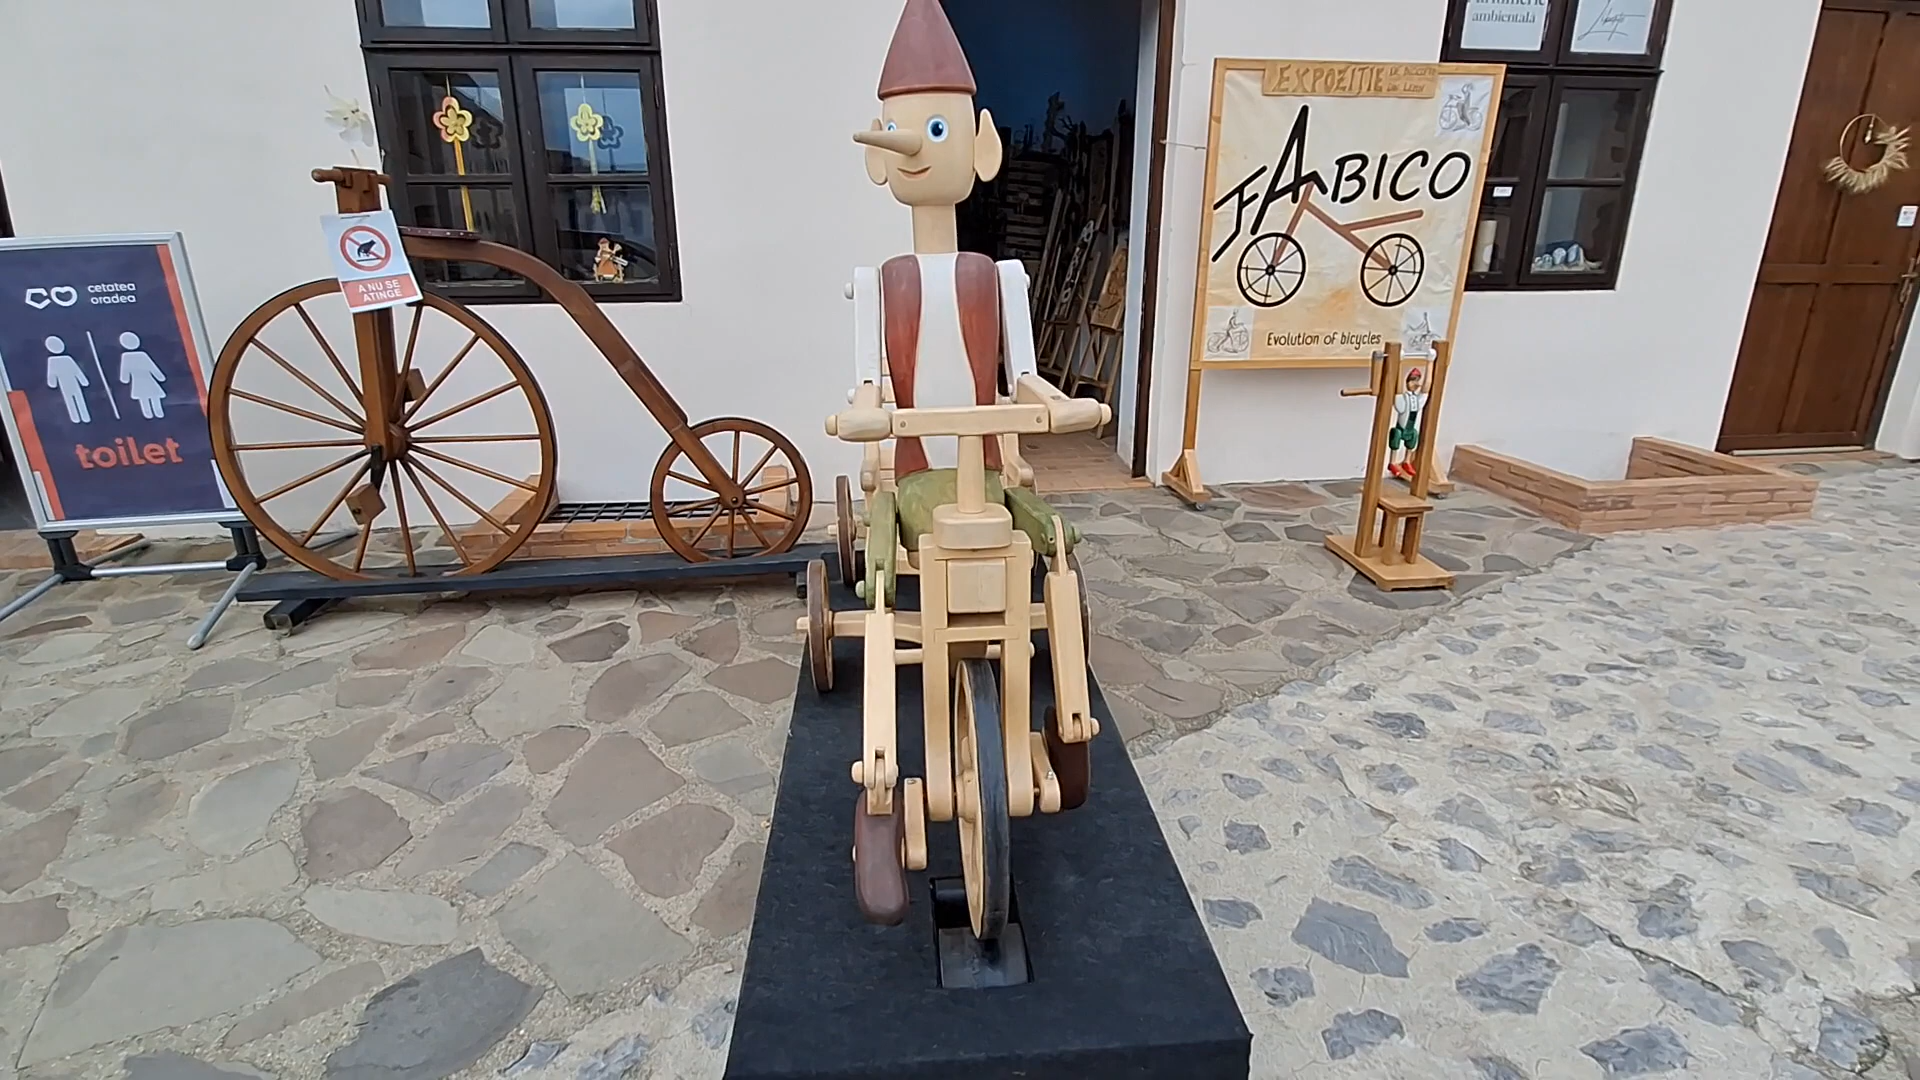 cetatea
oradea
toilet
A NU SE
ATINGE
EXPOZIȚIE
FABICO
Evolution of bicycles
ambientală